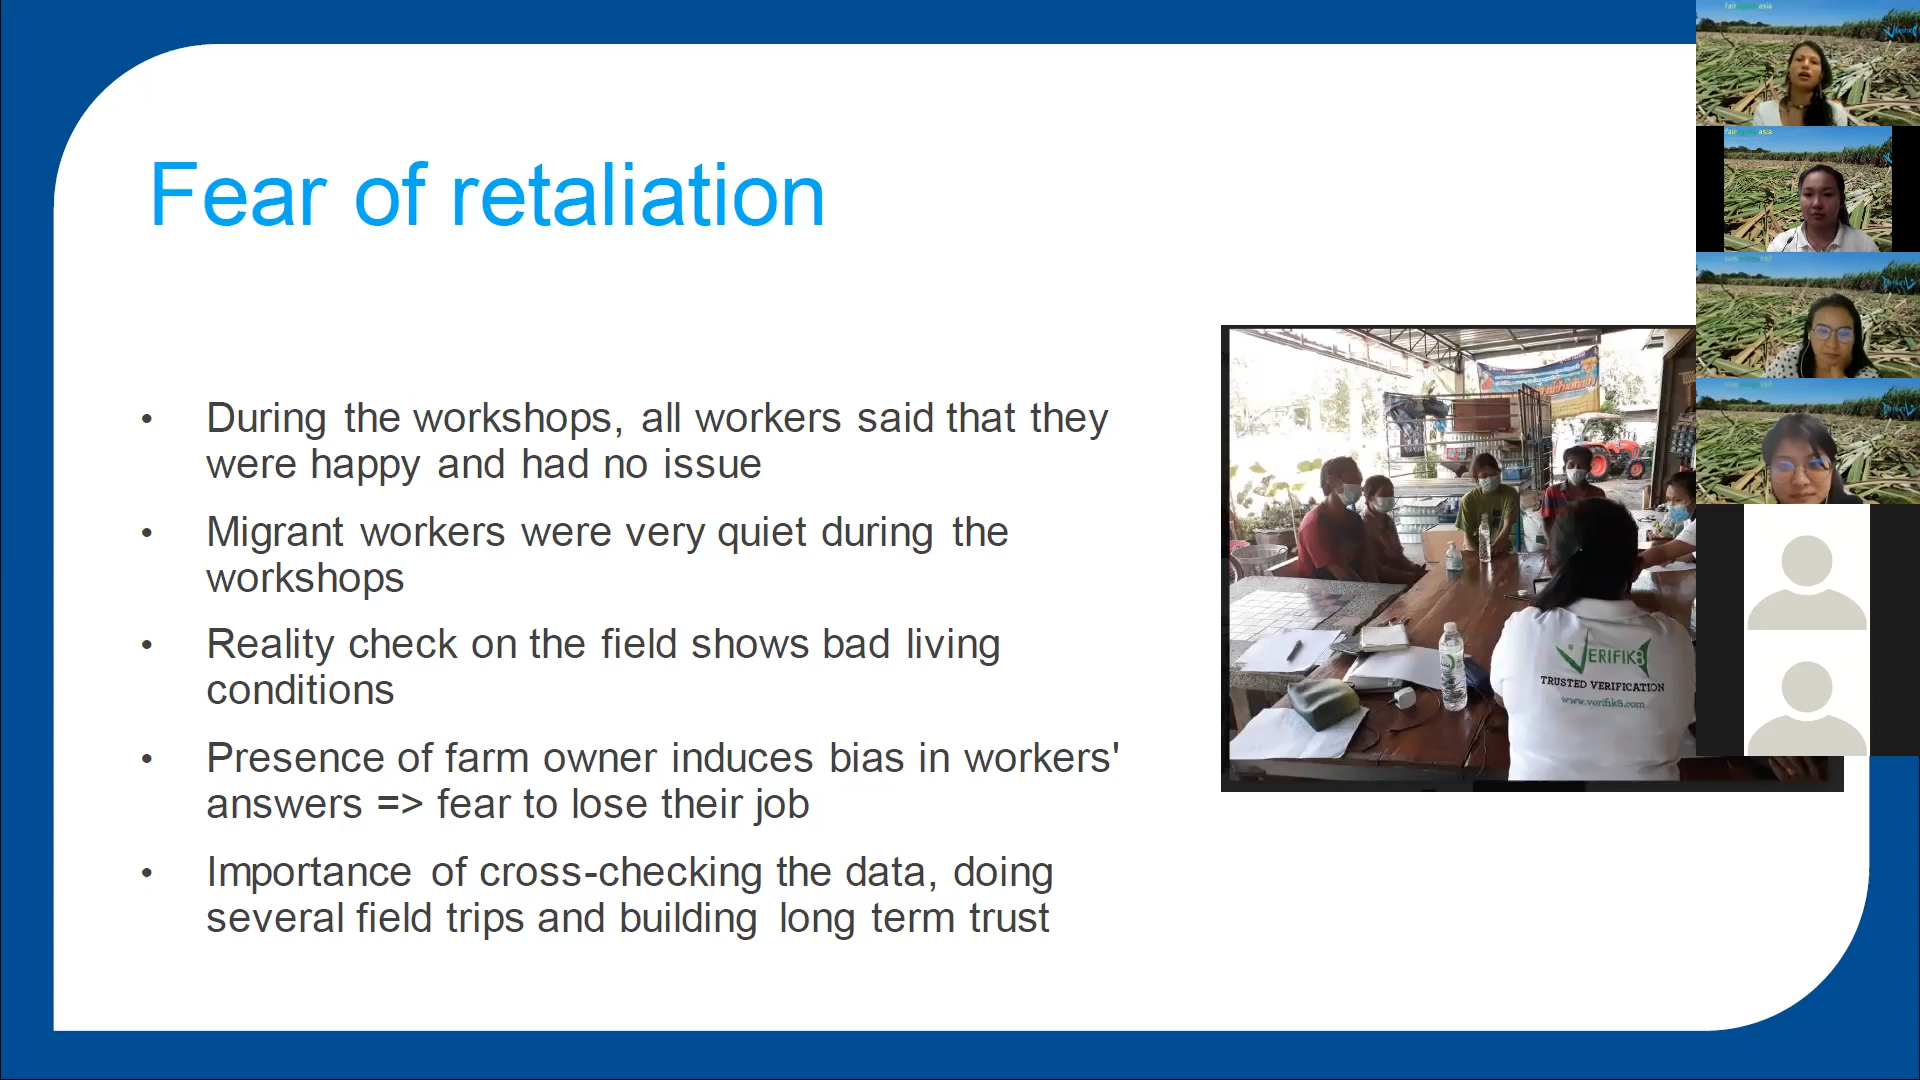 Fear of retaliation
• During the workshops, all workers said that they
were happy and had no issue
• Migrant workers were very quiet during the
workshops
• Reality check on the field shows bad living
conditions
• Presence of farm owner induces bias in workers'
answers => fear to lose their job
• Importance of cross-checking the data, doing
several field trips and building long term trust
VERIFIK8
TRUSTED VERIFICATION
www.verifik8.com